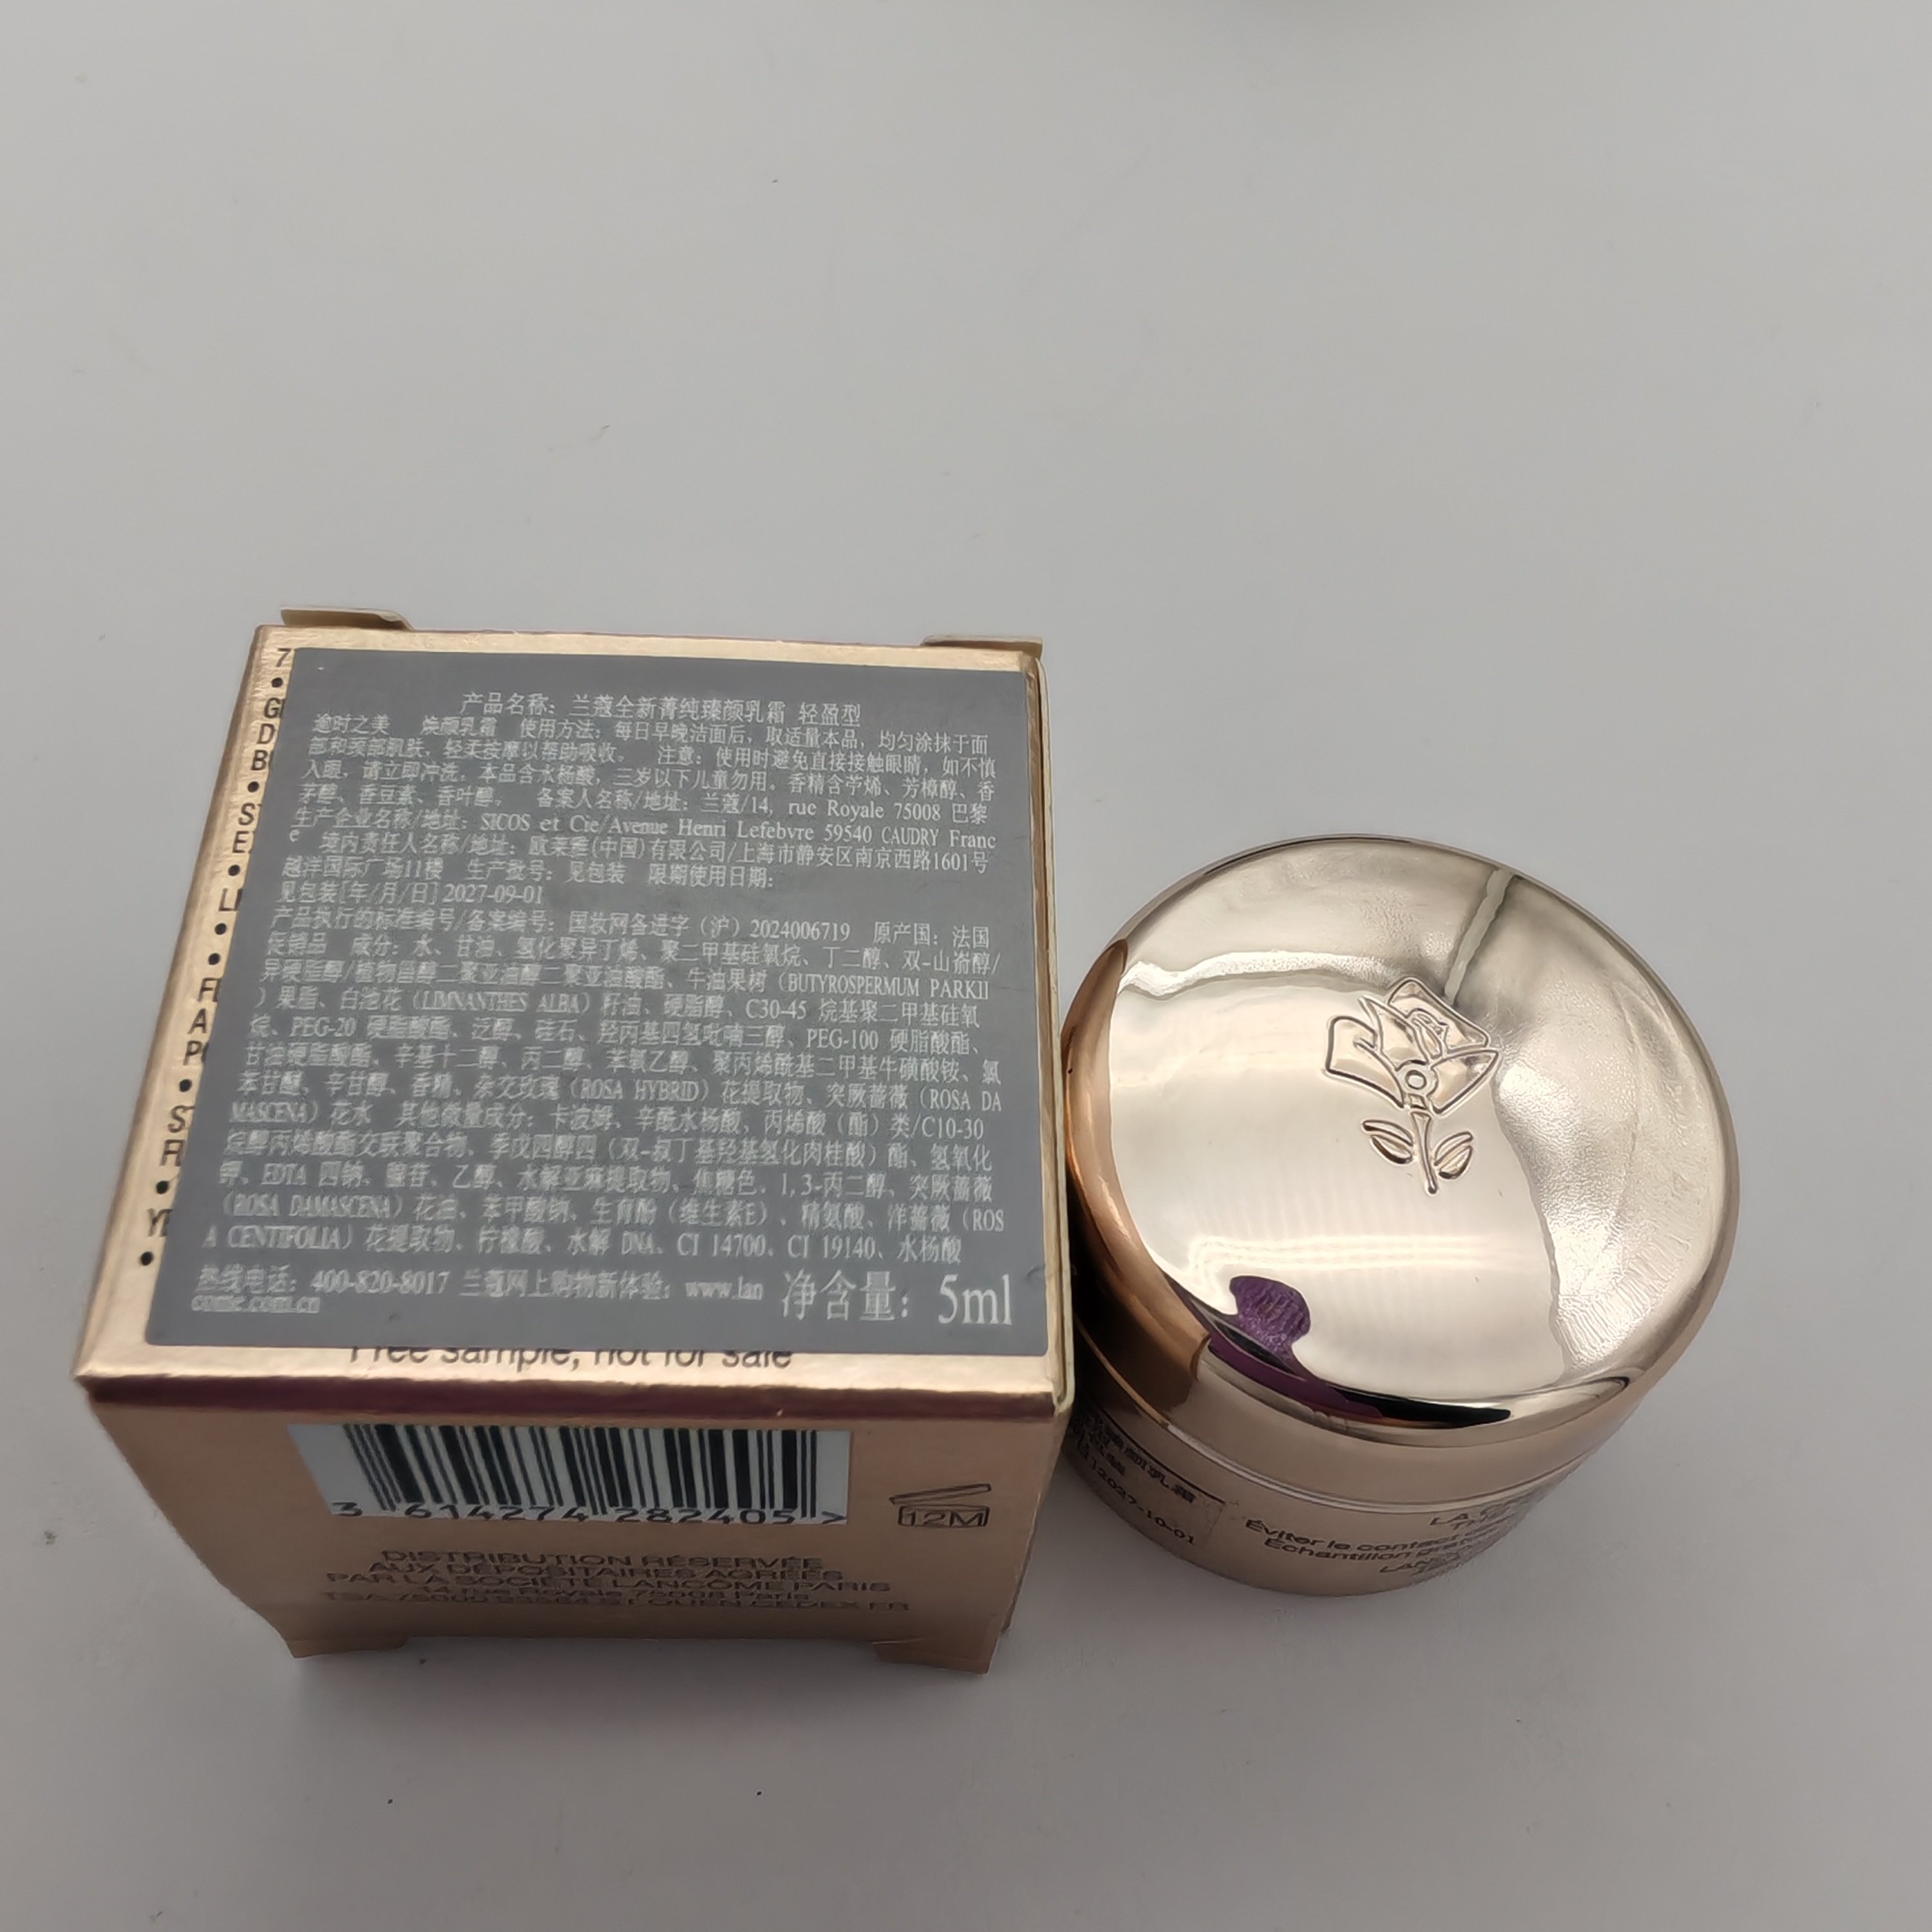 产品名称：兰蔻全新菁纯臻颜乳霜 轻盈型
逾时之美 焕颜乳霜 使用方法：每日早晚洁面后，取适量本品，均匀涂抹于面
部和颈部肌肤，轻柔按摩以帮助吸收。 注意：使用时避免直接接触眼睛，如不慎
入眼，请立即冲洗。本品含水杨酸，三岁以下儿童勿用。香精含苧烯、芳樟醇、香
茅醇、香豆素、香叶醇。 备案人名称/地址：兰蔻/14, rue Royale 75008 巴黎
生产企业名称/地址：SICOS et Cie/Avenue Henri Lefebvre 59540 CAUDRY Franc
e 境内责任人名称/地址：欧莱雅(中国)有限公司/上海市静安区南京西路1601号
越洋国际广场11楼 生产批号：见包装 限期使用日期：
见包装[年/月/日] 2027-09-01
产品执行的标准编号/备案编号：国妆网备进字（沪）2024006719 原产国：法国
促销品 成分：水、甘油、氢化聚异丁烯、聚二甲基硅氧烷、丁二醇、双-山嵛醇/
异硬脂醇/植物甾醇二聚亚油醇二聚亚油酸酯、牛油果树（BUTYROSPERMUM PARKII
）果脂、白池花（LIMNANTHES ALBA）籽油、硬脂醇、C30-45 烷基聚二甲基硅氧
烷、PEG-20 硬脂酸酯、泛醇、硅石、羟丙基四氢吡喃三醇、PEG-100 硬脂酸酯、
甘油硬脂酸酯、辛基十二醇、丙二醇、苯氧乙醇、聚丙烯酰基二甲基牛磺酸铵、氯
苯甘醚、辛甘醇、香精、杂交玫瑰（ROSA HYBRID）花提取物、突厥蔷薇（ROSA DA
MASCENA）花水 其他微量成分：卡波姆、辛酰水杨酸、丙烯酸（酯）类/C10-30
烷醇丙烯酸酯交联聚合物、季戊四醇四（双-叔丁基羟基氢化肉桂酸）酯、氢氧化
钾、EDTA 四钠、腺苷、乙醇、水解亚麻提取物、焦糖色、1,3-丙二醇、突厥蔷薇
（ROSA DAMASCENA）花油、苯甲酸钠、生育酚（维生素E）、精氨酸、洋蔷薇（ROS
A CENTIFOLIA）花提取物、柠檬酸、水解 DNA、CI 14700、CI 19140、水杨酸
热线电话：400-820-8017 兰蔻网上购物新体验：www.lan
come.com.cn
净含量：5ml
Free sample, not for sale
3 614274 282405 >
12M
DISTRIBUTION RÉSERVÉE
AUX DÉPOSITAIRES AGRÉÉS
PAR LA SOCIÉTÉ LANCÔME PARIS
14 rue Royale 75008 Paris
2027-10-01
Éviter le contact
Échantillon